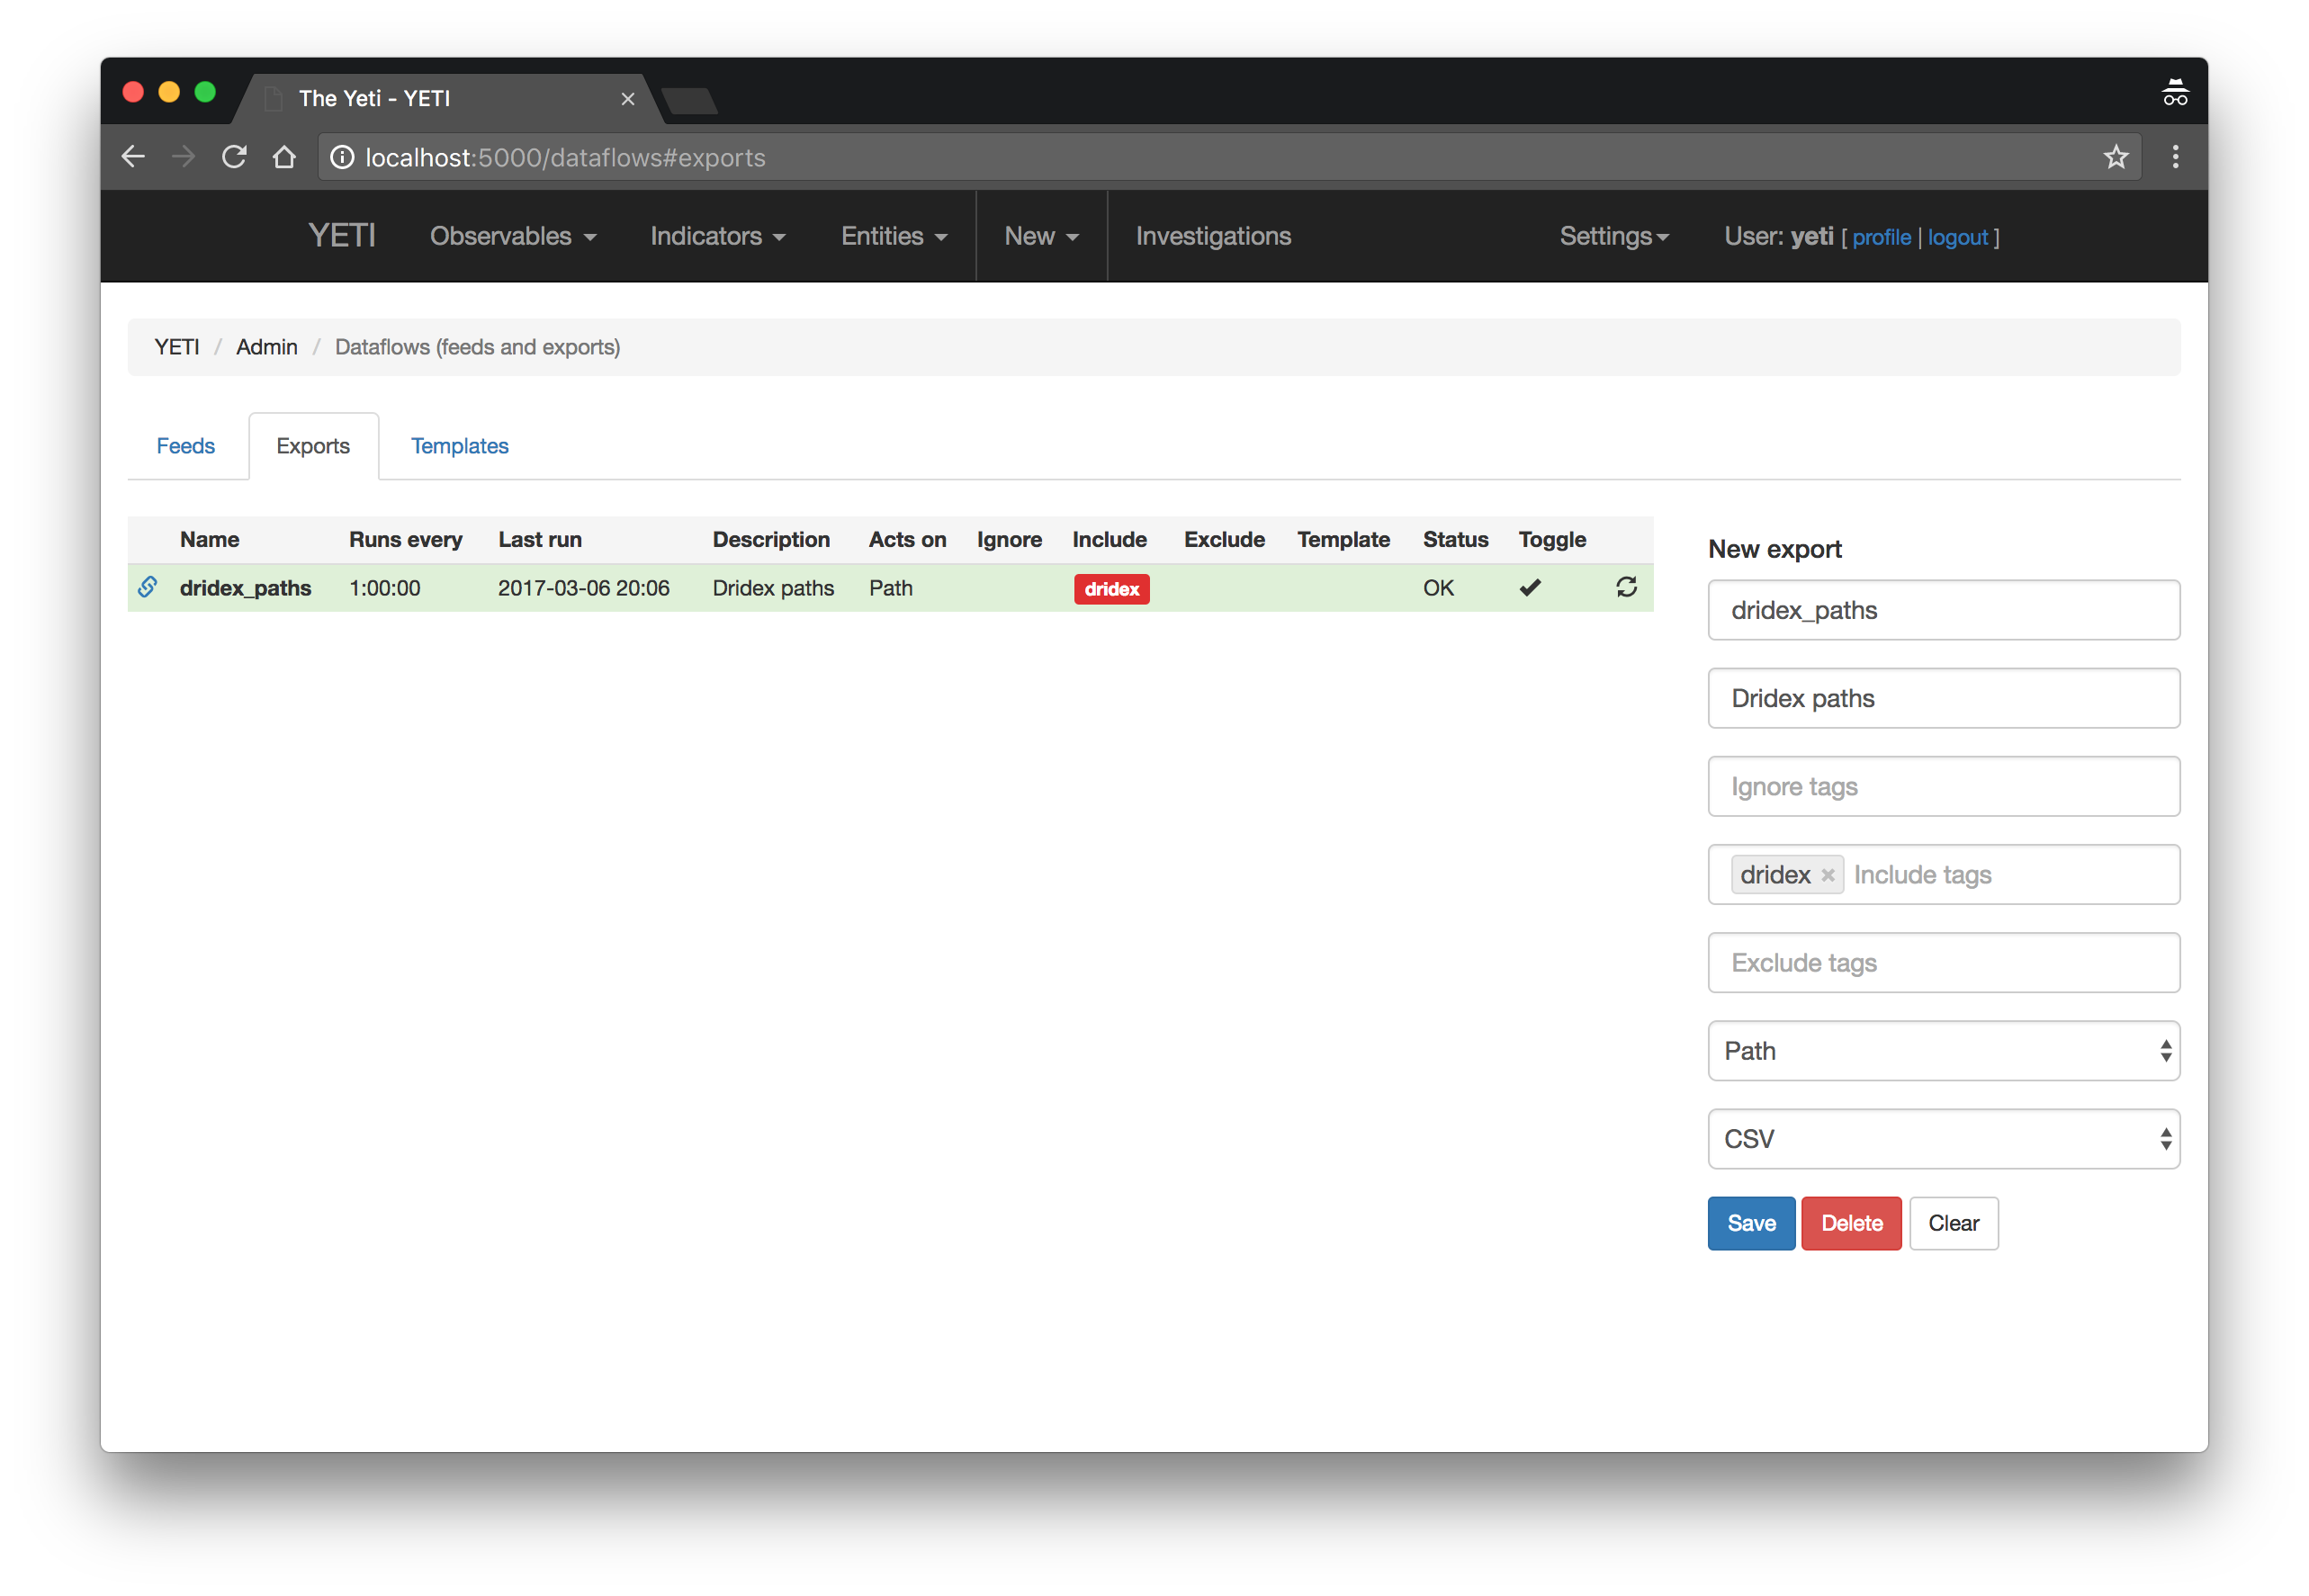 The Yeti - YETI
localhost:5000/dataflows#exports
YETI Observables Indicators Entities New Investigations Settings User: yeti [ profile | logout ]
YETI / Admin / Dataflows (feeds and exports)
Feeds Exports Templates
Name Runs every Last run Description Acts on Ignore Include Exclude Template Status Toggle
dridex_paths 1:00:00 2017-03-06 20:06 Dridex paths Path dridex OK
New export
dridex_paths
Dridex paths
Ignore tags
dridex × Include tags
Exclude tags
Path
CSV
Save Delete Clear